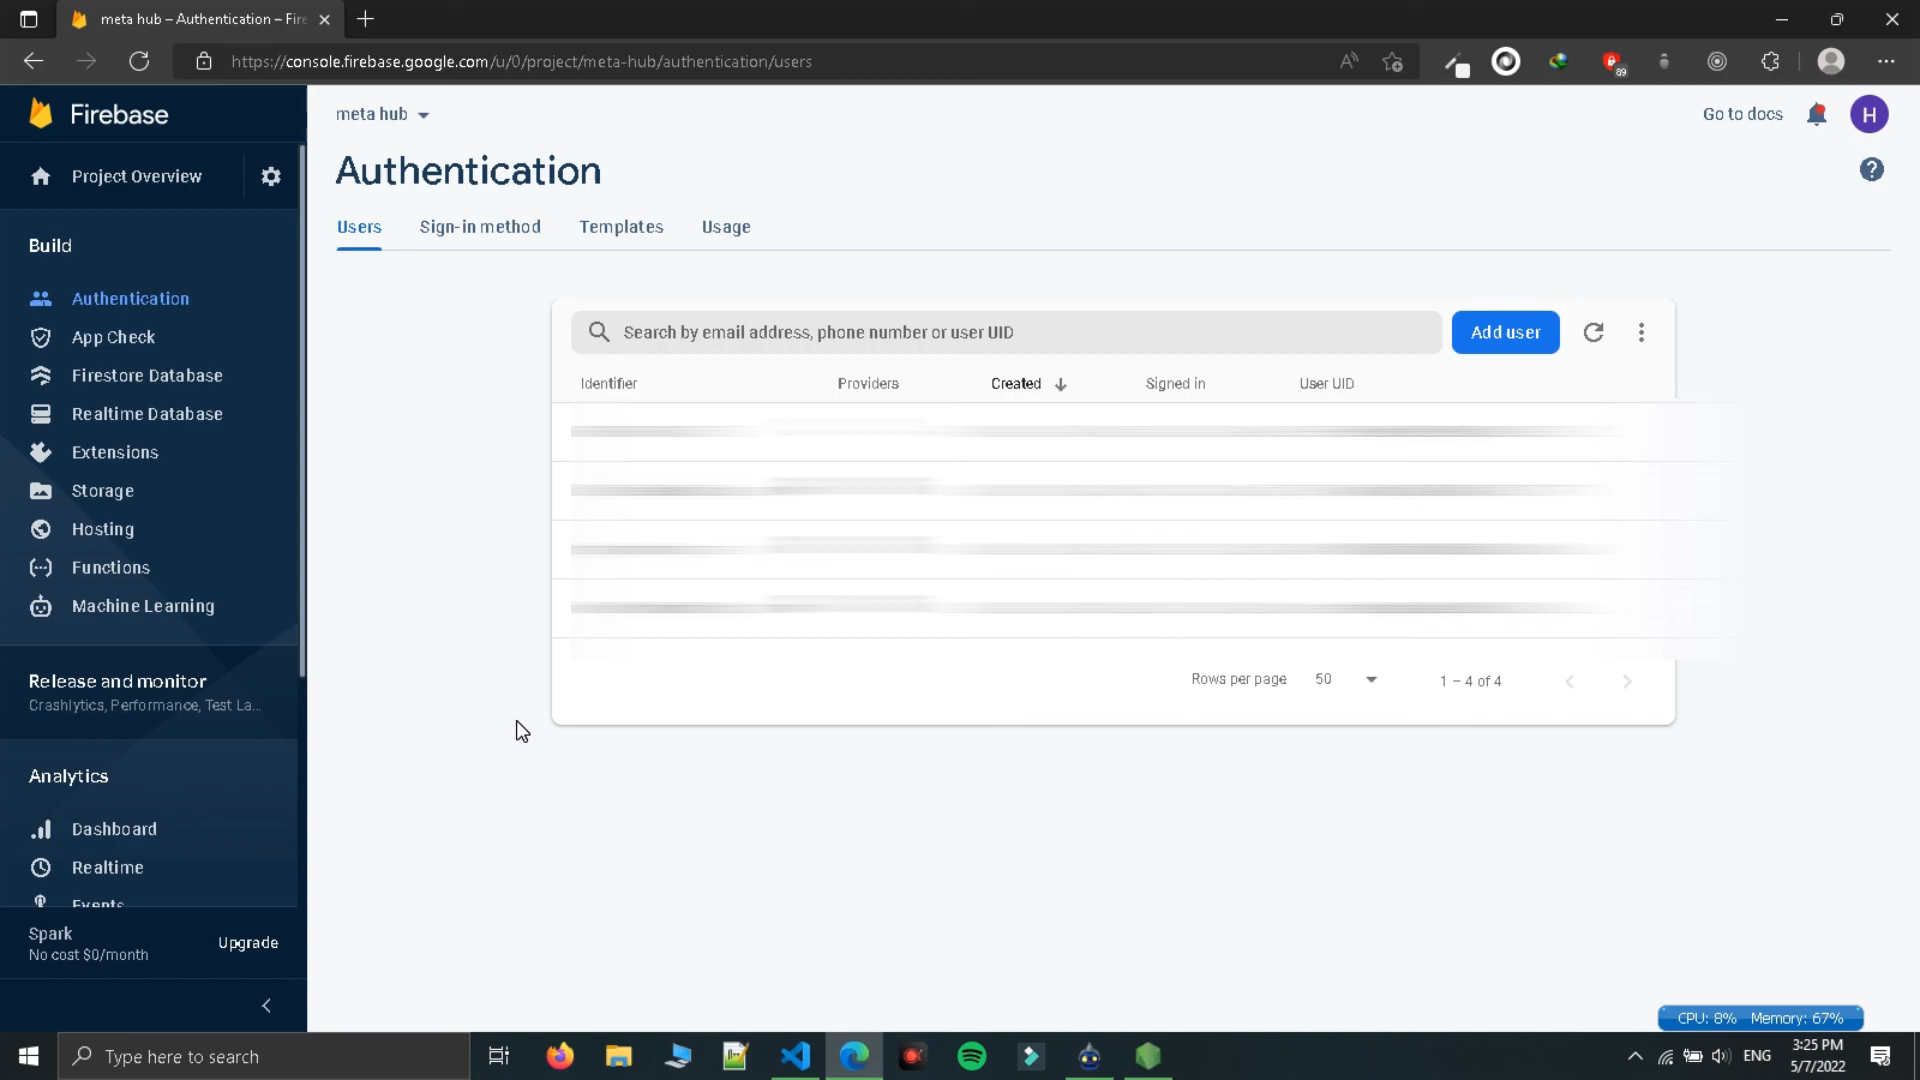 meta hub – Authentication – Fire
https://console.firebase.google.com/u/0/project/meta-hub/authentication/users
89
Firebase
meta hub
Go to docs
H
Project Overview
Authentication
?
Users
Sign-in method
Templates
Usage
Build
Authentication
App Check
Firestore Database
Realtime Database
Extensions
Storage
Hosting
Functions
Machine Learning
Search by email address, phone number or user UID
Add user
Identifier
Providers
Created
Signed in
User UID
Rows per page
50
1 – 4 of 4
Release and monitor
Crashlytics, Performance, Test La...
Analytics
Dashboard
Realtime
Events
Spark
No cost $0/month
Upgrade
CPU: 8% Memory: 67%
Type here to search
ENG
3:25 PM
5/7/2022